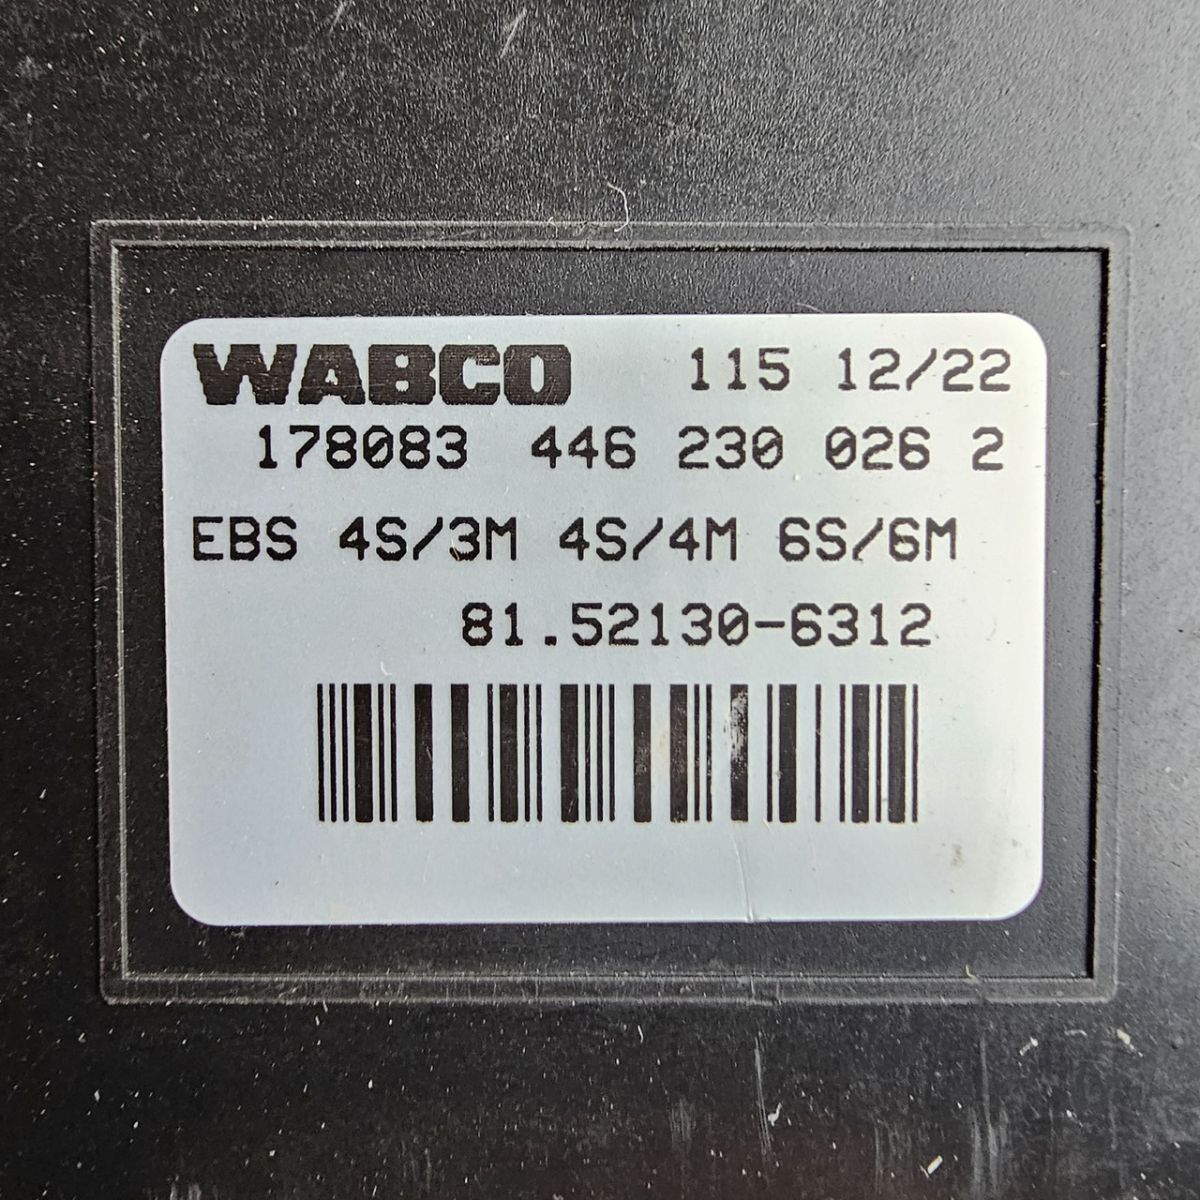 WABCO 115 12/22
178083 446 230 026 2
EBS 4S/3M 4S/4M 6S/6M
81.52130-6312